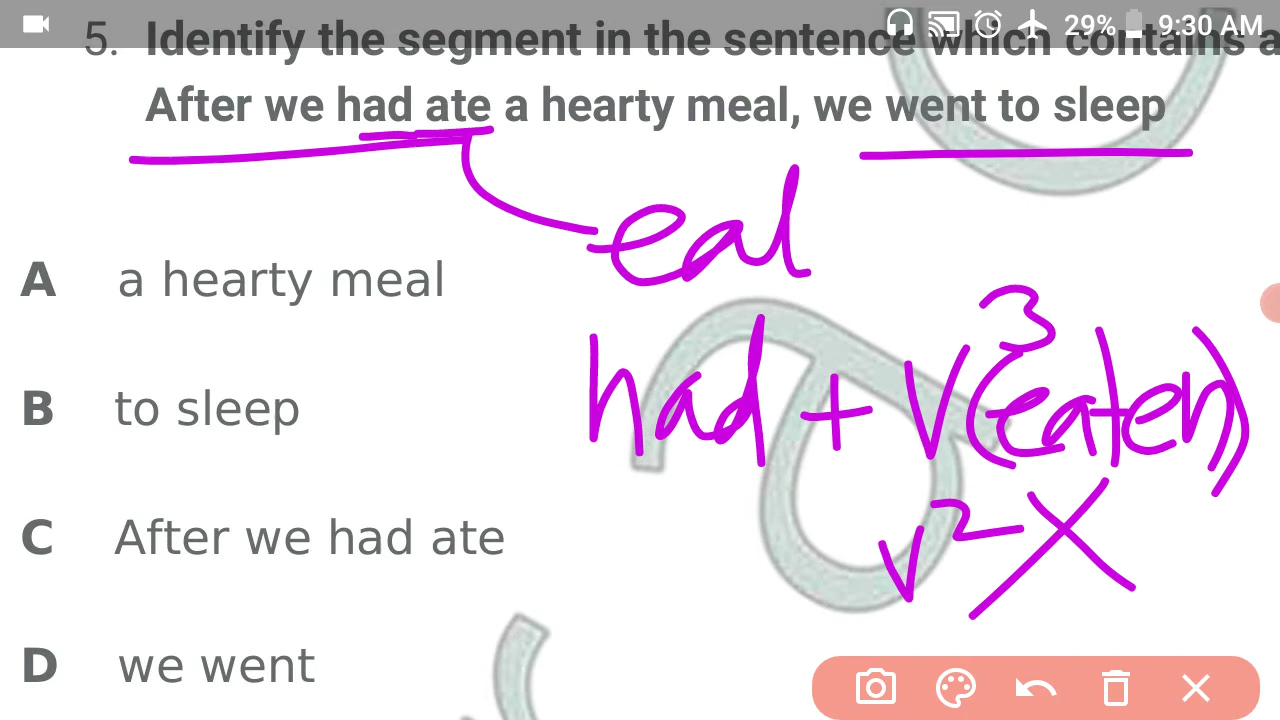 29% 9:30 AM
5. Identify the segment in the sentence which contains a
After we had ate a hearty meal, we went to sleep
eat
A a hearty meal
had + V3 (eaten)
B to sleep
V2 X
C After we had ate
D we went